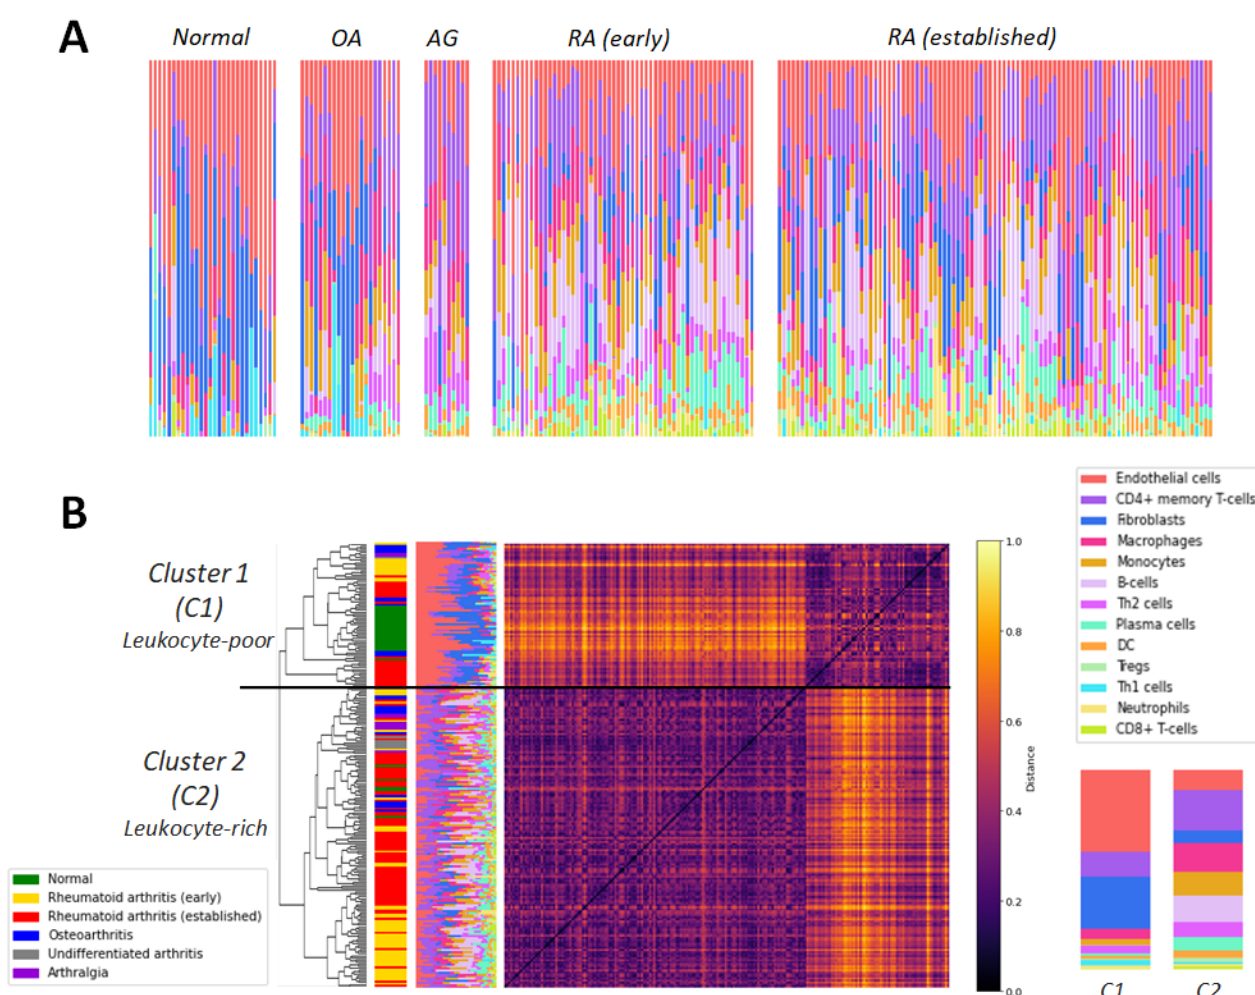 A
Normal
OA
AG
RA (early)
RA (established)
B
Cluster 1
(C1)
Leukocyte-poor
Cluster 2
(C2)
Leukocyte-rich
Normal
Rheumatoid arthritis (early)
Rheumatoid arthritis (established)
Osteoarthritis
Undifferentiated arthritis
Arthralgia
1.0
0.8
0.6
0.4
0.2
0.0
Distance
Endothelial cells
CD4+ memory T-cells
Fibroblasts
Macrophages
Monocytes
B-cells
Th2 cells
Plasma cells
DC
Tregs
Th1 cells
Neutrophils
CD8+ T-cells
C1
C2